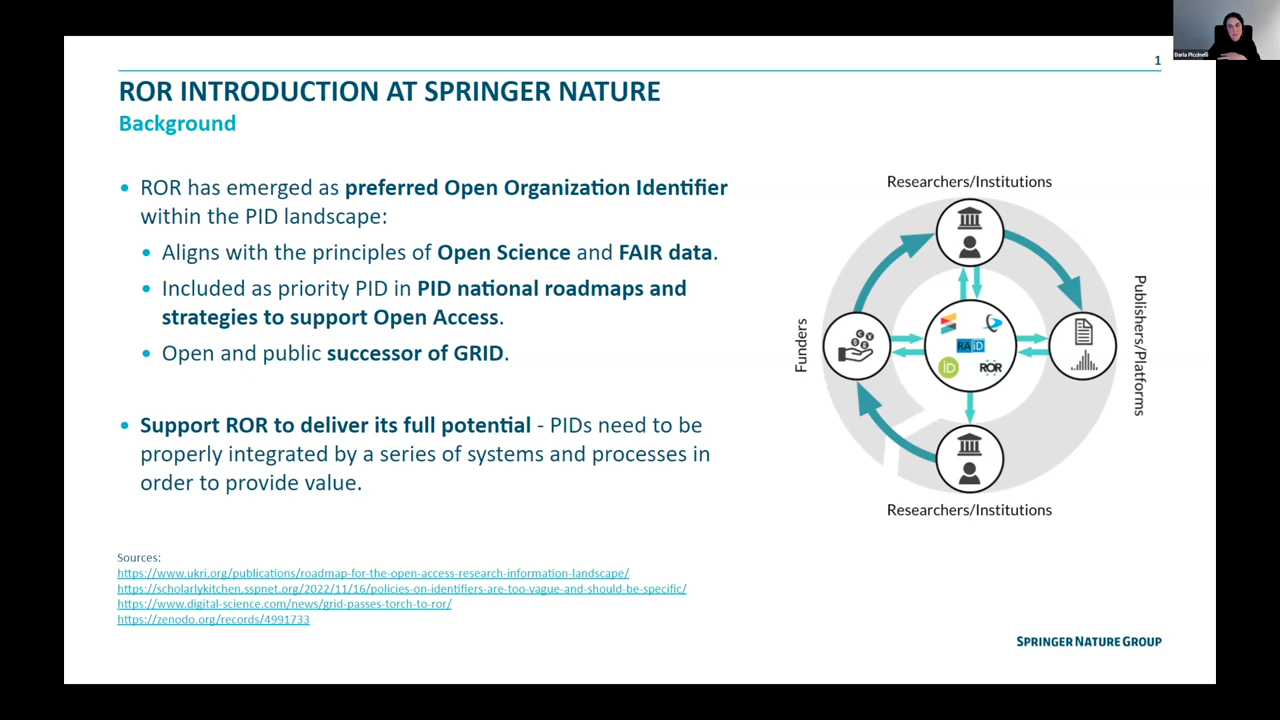 Daria Piccinelli
1
ROR INTRODUCTION AT SPRINGER NATURE
Background
• ROR has emerged as preferred Open Organization Identifier
within the PID landscape:
• Aligns with the principles of Open Science and FAIR data.
• Included as priority PID in PID national roadmaps and
strategies to support Open Access.
• Open and public successor of GRID.
• Support ROR to deliver its full potential - PIDs need to be
properly integrated by a series of systems and processes in
order to provide value.
Researchers/Institutions
Funders
Publishers/Platforms
RAiD
iD
ROR
Researchers/Institutions
Sources:
https://www.ukri.org/publications/roadmap-for-the-open-access-research-information-landscape/
https://scholarlykitchen.sspnet.org/2022/11/16/policies-on-identifiers-are-too-vague-and-should-be-specific/
https://www.digital-science.com/news/grid-passes-torch-to-ror/
https://zenodo.org/records/4991733
SPRINGER NATURE GROUP